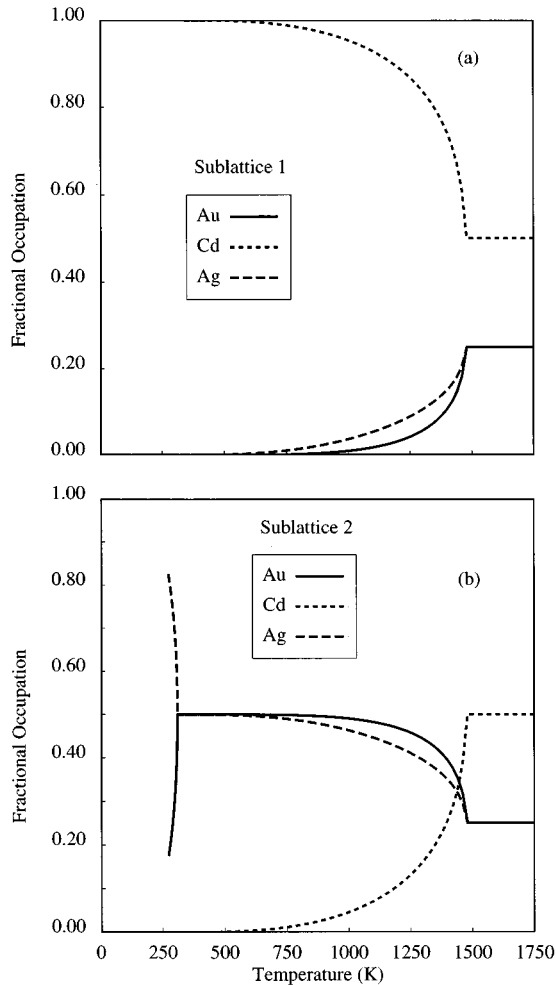 1.00
(a)
0.80
Sublattice 1
0.60
Au
Cd
Ag
0.40
0.20
0.00
Fractional Occupation
1.00
Sublattice 2
Au
(b)
Cd
0.80
Ag
0.60
0.40
0.20
0.00
Fractional Occupation
0 250 500 750 1000 1250 1500 1750
Temperature (K)